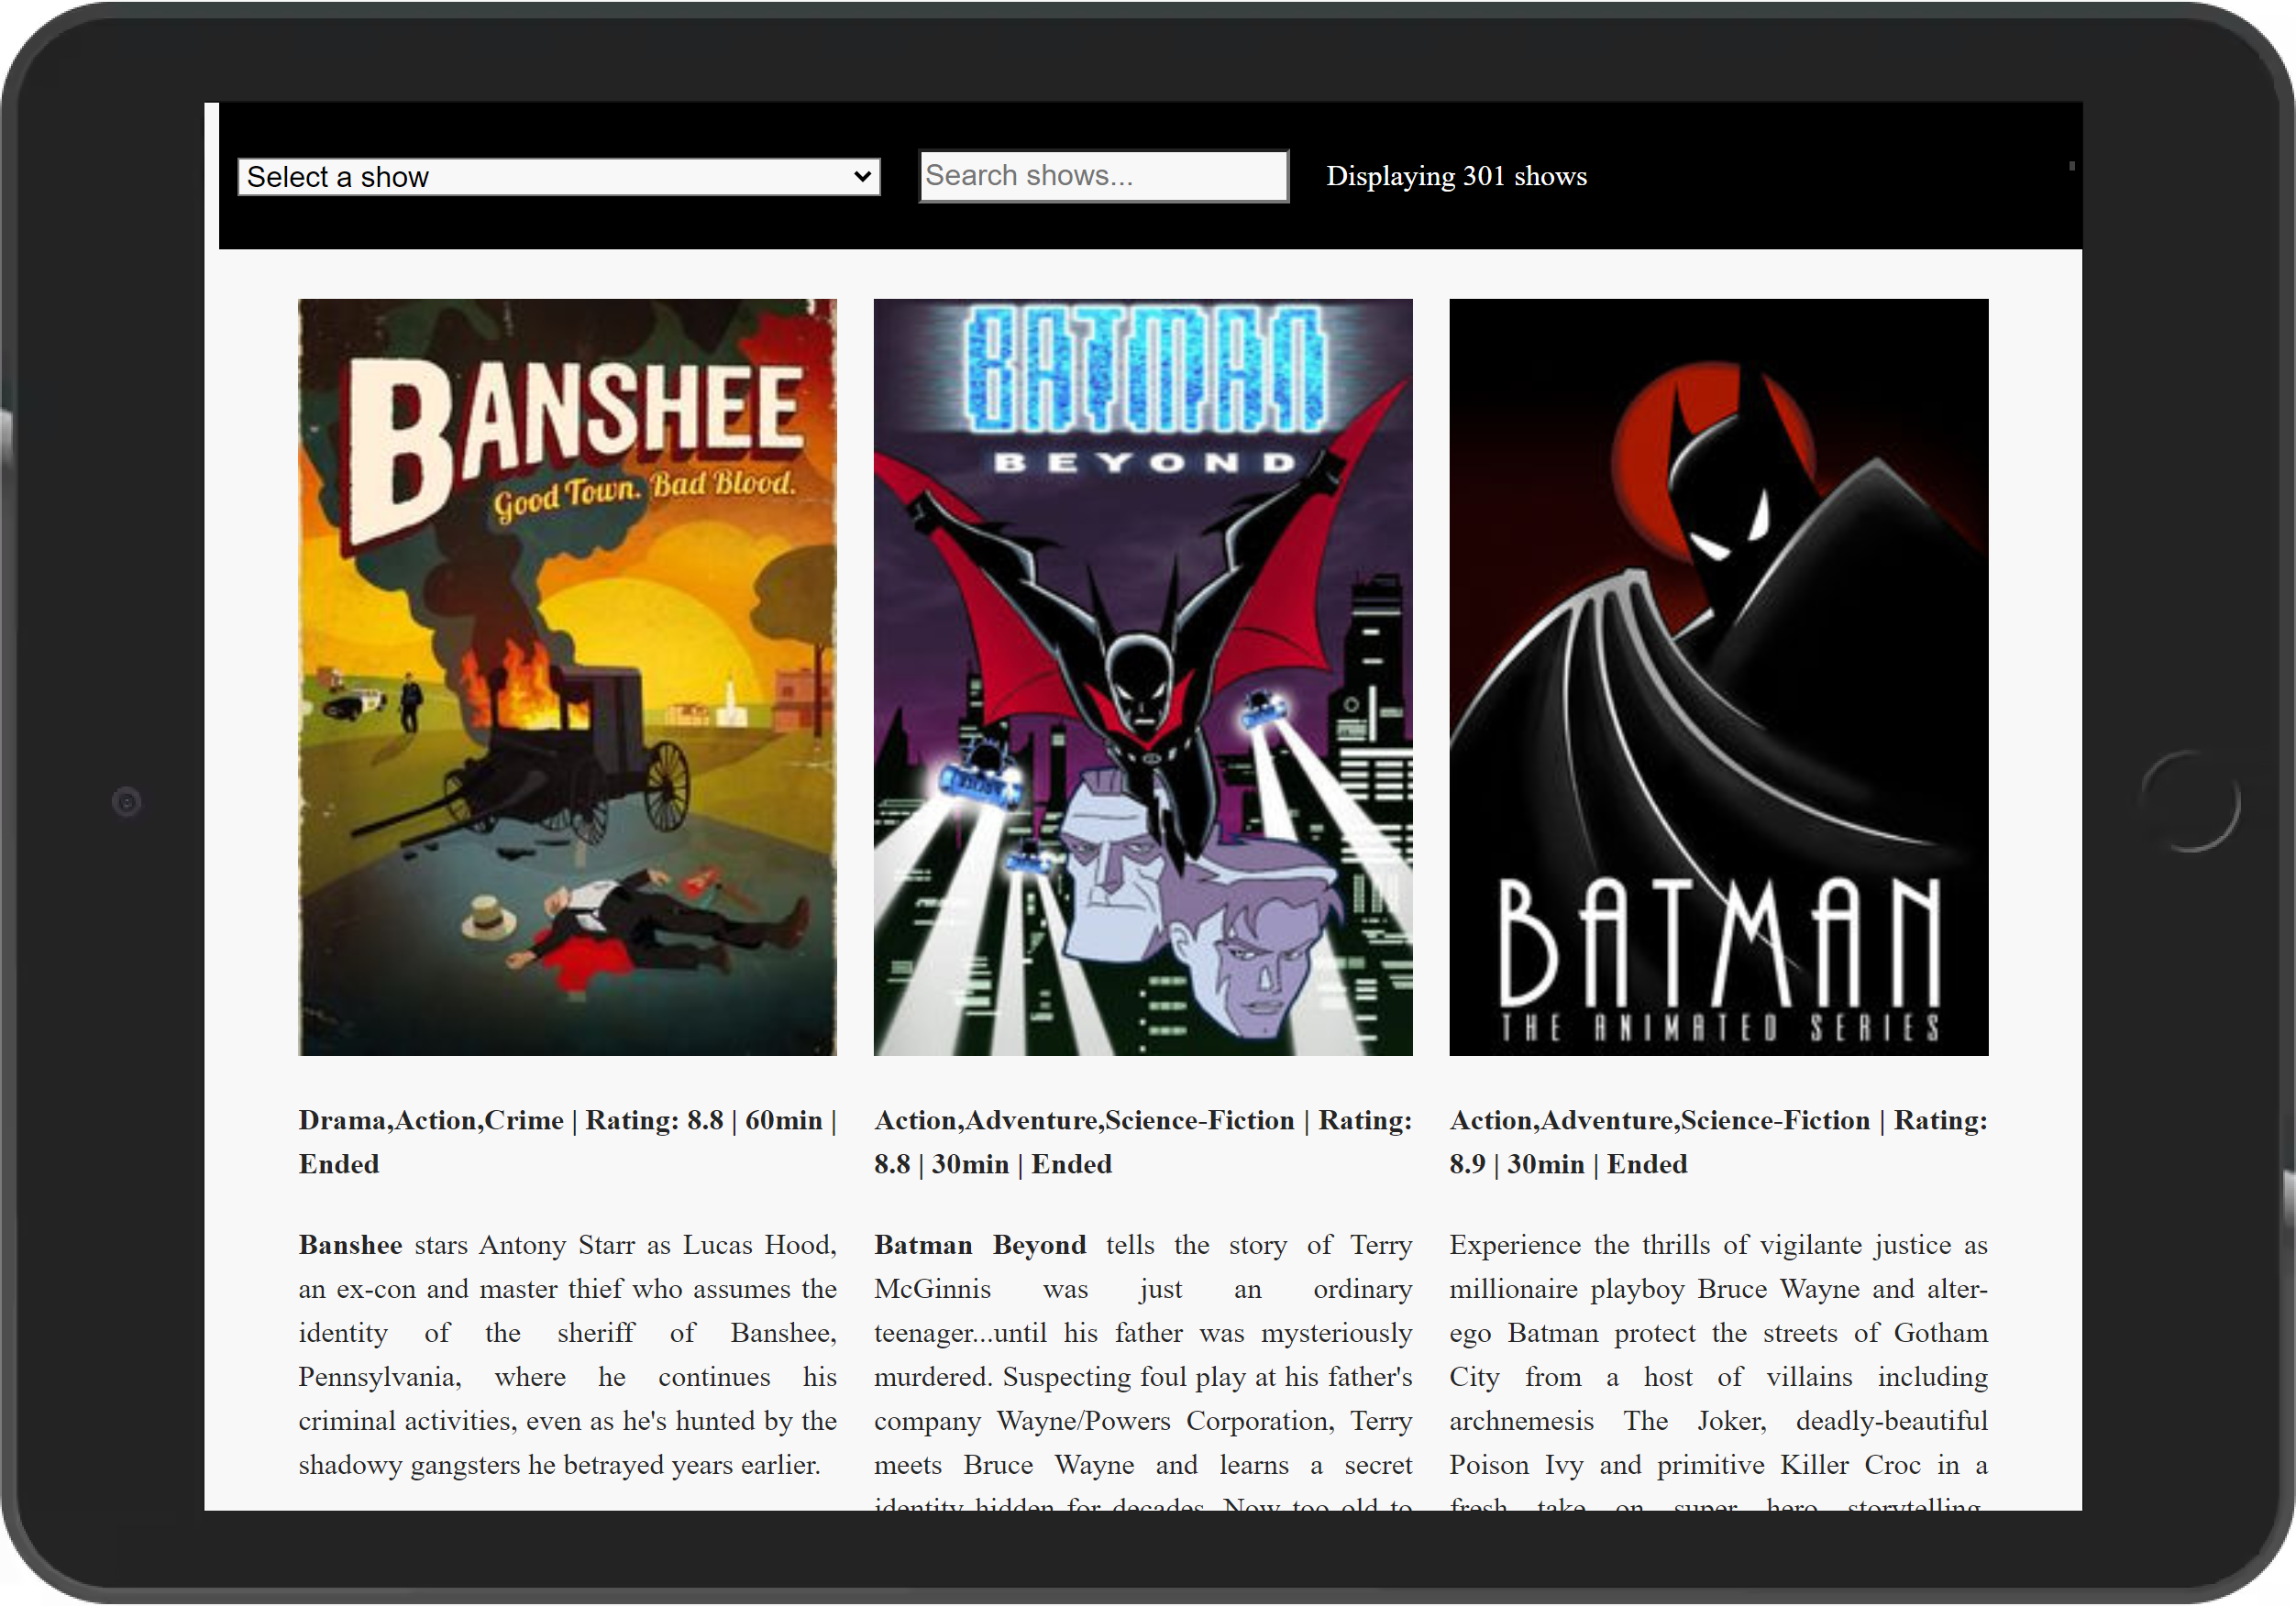 Select a show
Search shows...
Displaying 301 shows
BANSHEE
Good Town. Bad Blood.
BATMAN
BEYOND
BATMAN
THE ANIMATED SERIES
Drama,Action,Crime | Rating: 8.8 | 60min |
Ended
Banshee stars Antony Starr as Lucas Hood,
an ex-con and master thief who assumes the
identity of the sheriff of Banshee,
Pennsylvania, where he continues his
criminal activities, even as he's hunted by the
shadowy gangsters he betrayed years earlier.
Action,Adventure,Science-Fiction | Rating:
8.8 | 30min | Ended
Batman Beyond tells the story of Terry
McGinnis was just an ordinary
teenager...until his father was mysteriously
murdered. Suspecting foul play at his father's
company Wayne/Powers Corporation, Terry
meets Bruce Wayne and learns a secret
identity hidden for decades. Now too old to
Action,Adventure,Science-Fiction | Rating:
8.9 | 30min | Ended
Experience the thrills of vigilante justice as
millionaire playboy Bruce Wayne and alter-
ego Batman protect the streets of Gotham
City from a host of villains including
archnemesis The Joker, deadly-beautiful
Poison Ivy and primitive Killer Croc in a
fresh take on super hero storytelling.